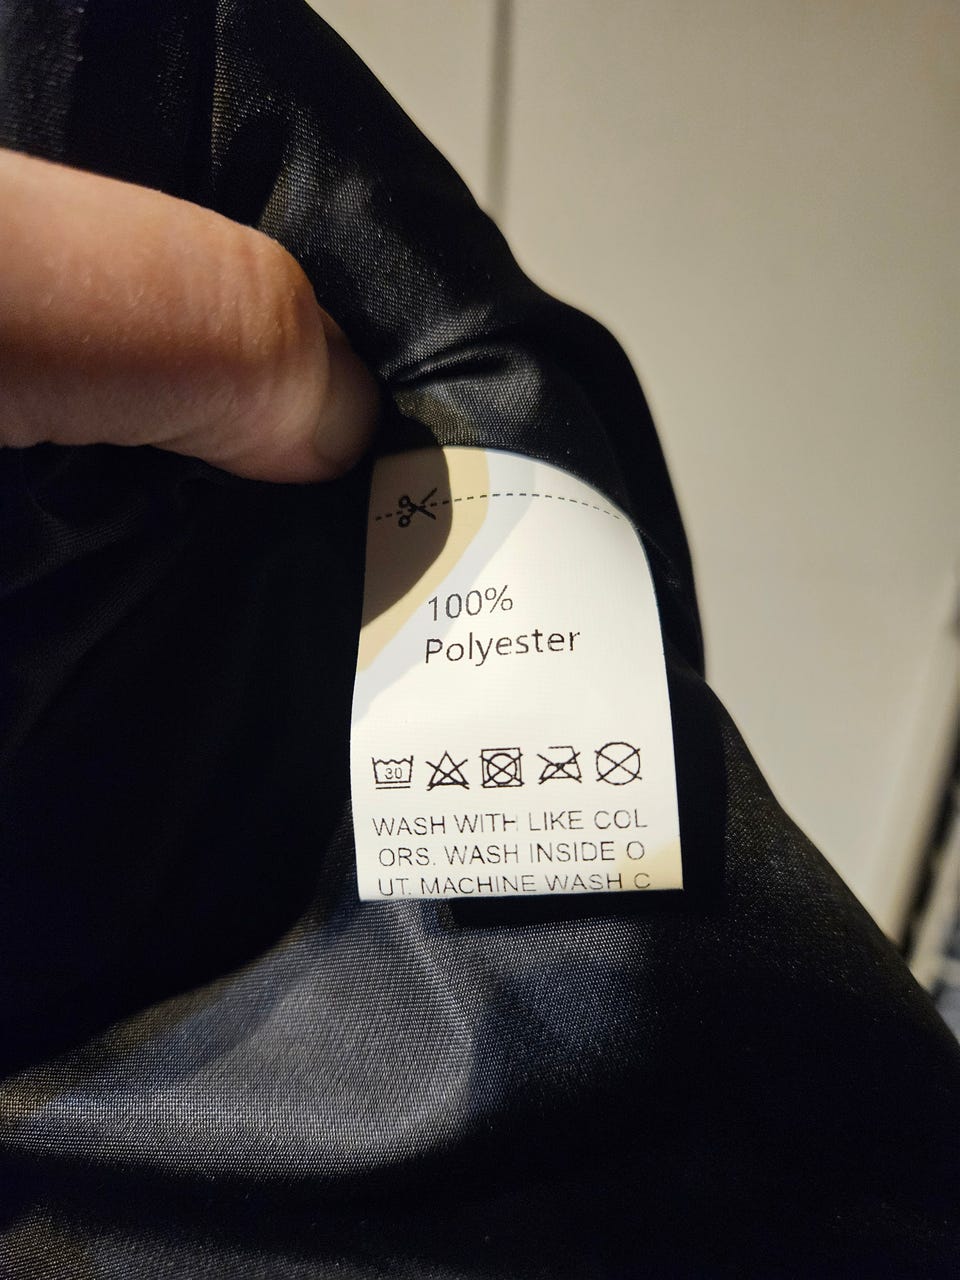 100%
Polyester
30
WASH WITH LIKE COL
ORS. WASH INSIDE O
UT. MACHINE WASH C